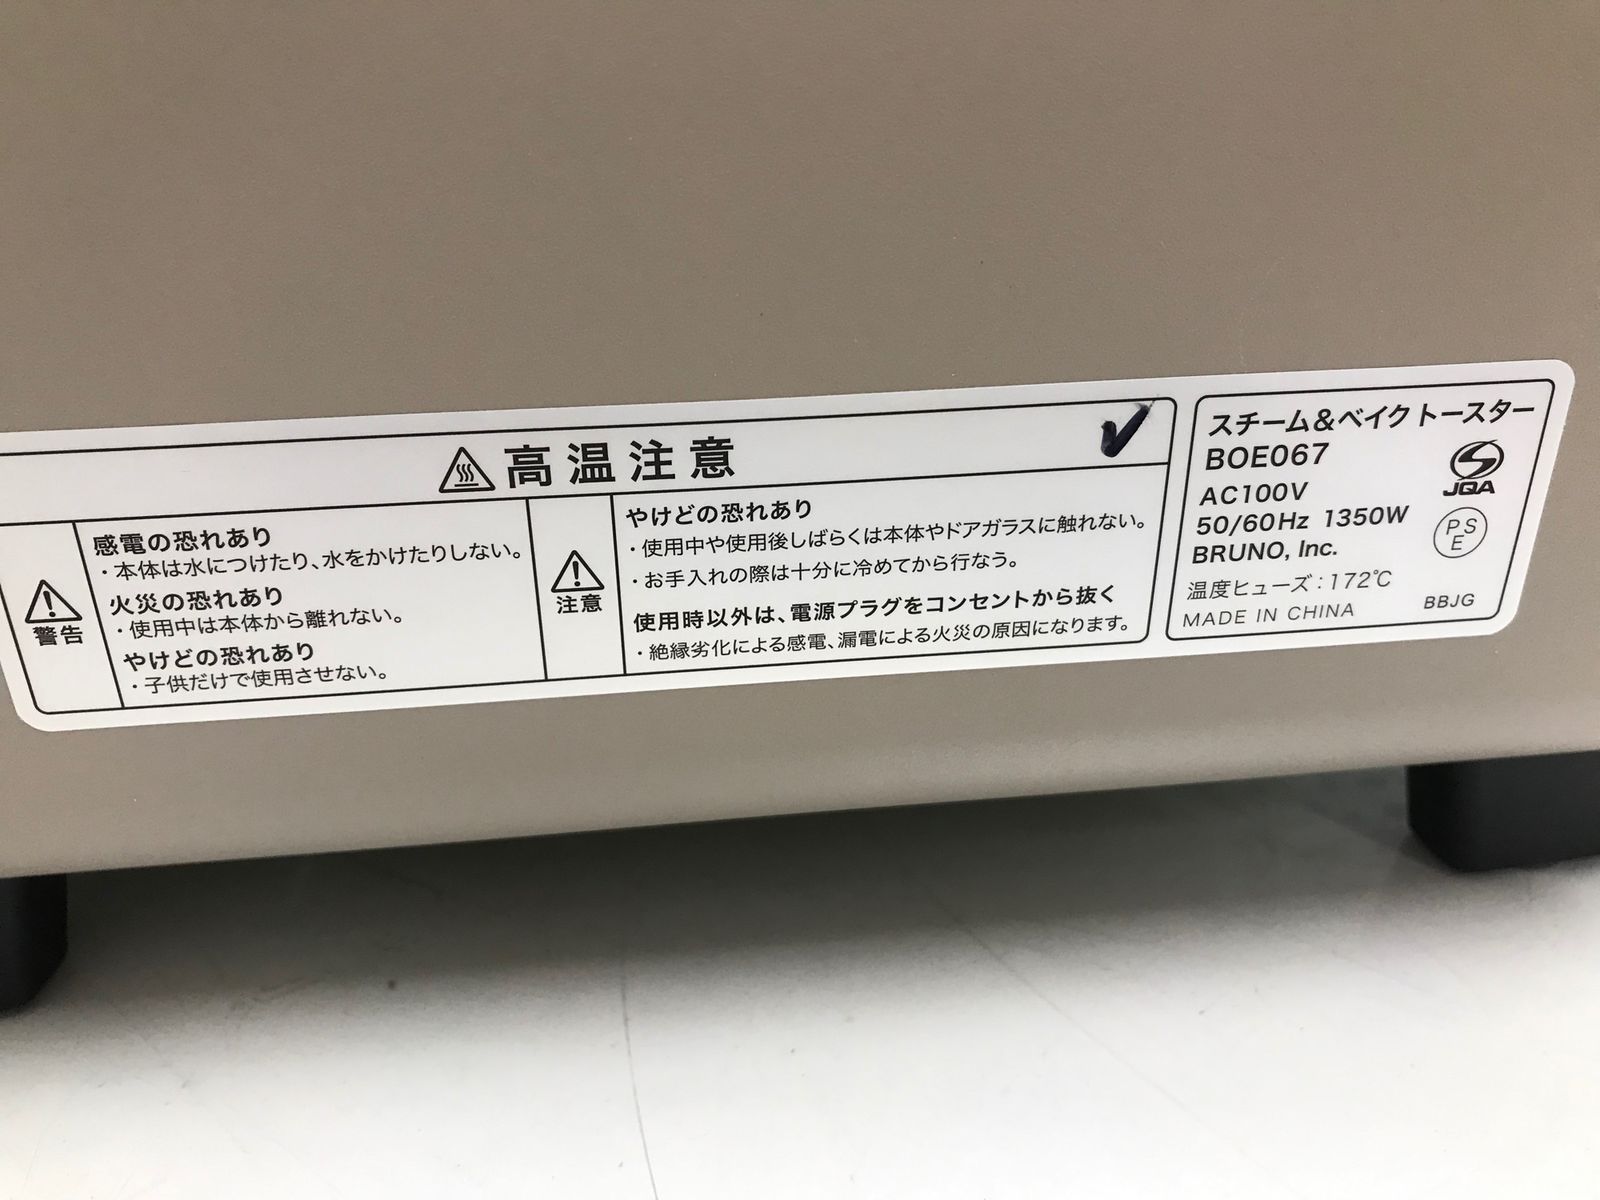 高温注意
警告
感電の恐れあり
・本体は水につけたり、水をかけたりしない。
火災の恐れあり
・使用中は本体から離れない。
やけどの恐れあり
・子供だけで使用させない。
注意
やけどの恐れあり
・使用中や使用後しばらくは本体やドアガラスに触れない。
・お手入れの際は十分に冷めてから行なう。
使用時以外は、電源プラグをコンセントから抜く
・絶縁劣化による感電、漏電による火災の原因になります。
スチーム&ベイク トースター
BOE067
AC100V
50/60Hz 1350W
BRUNO, Inc.
温度ヒューズ：172℃
MADE IN CHINA
BBJG
JQA
PS
E